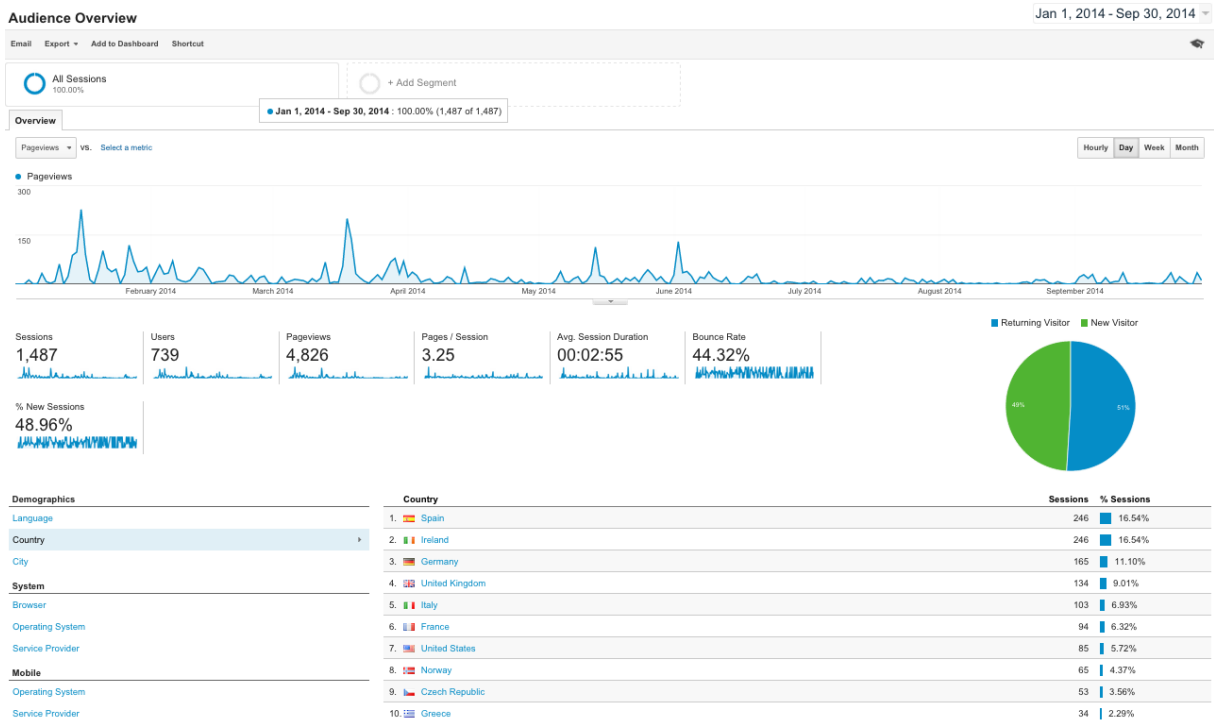 Audience Overview
Jan 1, 2014 - Sep 30, 2014
Email Export Add to Dashboard Shortcut
All Sessions
100.00%
+ Add Segment
Jan 1, 2014 - Sep 30, 2014 : 100.00% (1,487 of 1,487)
Overview
Pageviews VS. Select a metric
Hourly Day Week Month
Pageviews
300
150
February 2014 March 2014 April 2014 May 2014 June 2014 July 2014 August 2014 September 2014
Returning Visitor New Visitor
Sessions Users Pageviews Pages / Session Avg. Session Duration Bounce Rate
1,487 739 4,826 3.25 00:02:55 44.32%
% New Sessions
48.96%
49% 51%
Demographics
Language
Country
City
System
Browser
Operating System
Service Provider
Mobile
Operating System
Service Provider
Country Sessions % Sessions
1. Spain 246 16.54%
2. Ireland 246 16.54%
3. Germany 165 11.10%
4. United Kingdom 134 9.01%
5. Italy 103 6.93%
6. France 94 6.32%
7. United States 85 5.72%
8. Norway 65 4.37%
9. Czech Republic 53 3.56%
10. Greece 34 2.29%